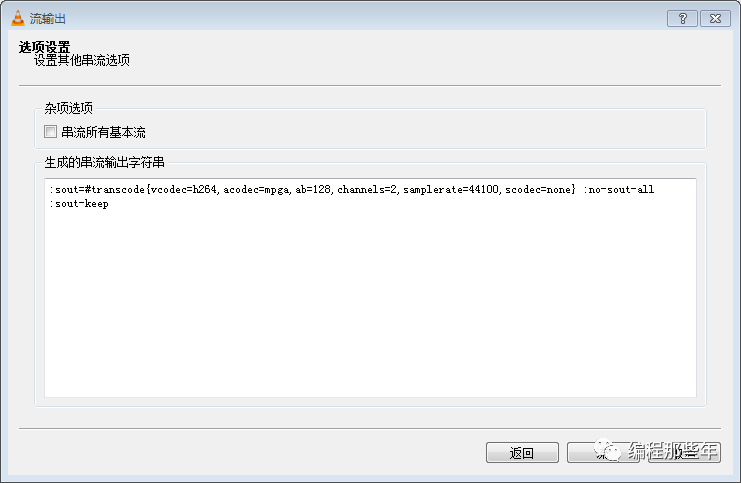 流输出
选项设置
设置其他串流选项
杂项选项
串流所有基本流
生成的串流输出字符串
:sout=#transcode{vcodec=h264,acodec=mpga,ab=128,channels=2,samplerate=44100,scodec=none} :no-sout-all
:sout-keep
返回
编程那些年